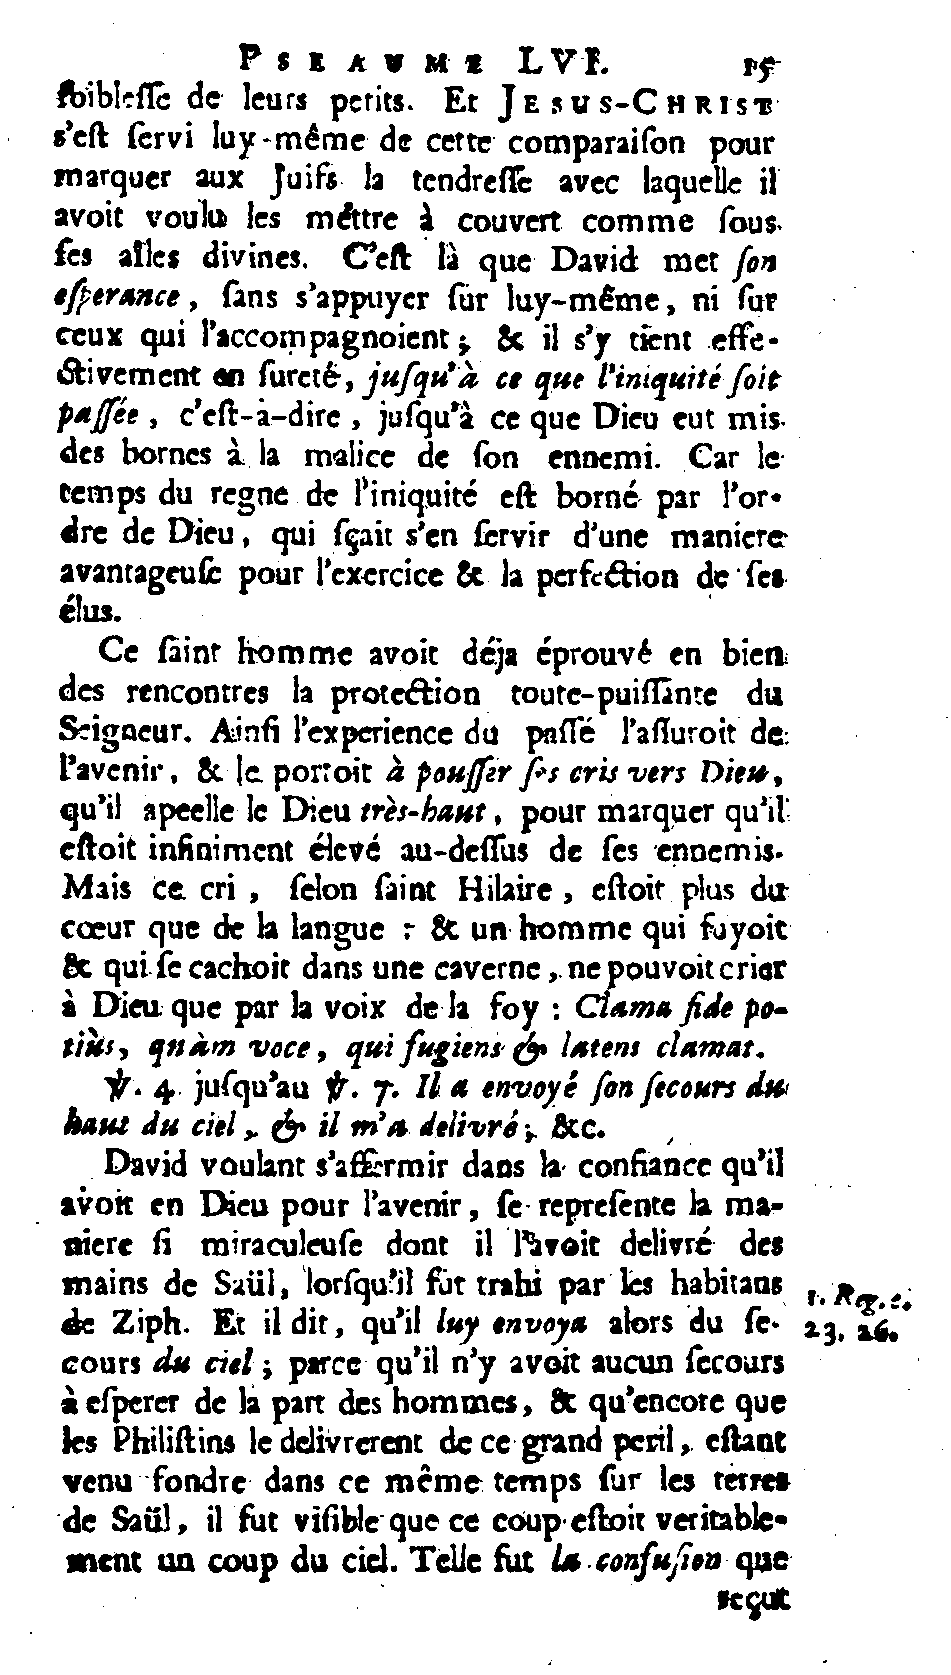 PSEAUME LVI. 15
foiblesse de leurs petits. Et JESUS-CHRIST
s'est servi luy-même de cette comparaison pour
marquer aux Juifs la tendresse avec laquelle il
avoit voulu les mettre à couvert comme sous
ses aîles divines. C'est là que David met son
esperance, sans s'appuyer sur luy-même, ni sur
ceux qui l'accompagnoient; & il s'y tient effe-
ctivement en sureté, jusqu'à ce que l'iniquité soit
passée, c'est-à-dire, jusqu'à ce que Dieu eut mis
des bornes à la malice de son ennemi. Car le
temps du regne de l'iniquité est borné par l'or-
dre de Dieu, qui sçait s'en servir d'une maniere
avantageuse pour l'exercice & la perfection de ses
élus.
Ce saint homme avoit déja éprouvé en bien
des rencontres la protection toute-puissante du
Seigneur. Ainsi l'experience du passé l'assuroit de
l'avenir, & le portoit à pousser ses cris vers Dieu,
qu'il apelle le Dieu très-haut, pour marquer qu'il
estoit infiniment élevé au-dessus de ses ennemis.
Mais ce cri, selon saint Hilaire, estoit plus du
cœur que de la langue : & un homme qui fuyoit
& qui se cachoit dans une caverne, ne pouvoit crier
à Dieu que par la voix de la foy : Clama fide po-
tiùs, quàm voce, qui fugiens & latens clamat.
℣. 4. jusqu'au ℣. 7. Il a envoyé son secours du
haut du ciel, & il m'a delivré; &c.
David voulant s'affermir dans la confiance qu'il
avoit en Dieu pour l'avenir, se represente la ma-
niere si miraculeuse dont il l'avoit delivré des
mains de Saül, lorsqu'il fut trahi par les habitans
de Ziph. Et il dit, qu'il luy envoya alors du se-
cours du ciel; parce qu'il n'y avoit aucun secours
à esperer de la part des hommes, & qu'encore que
les Philistins le delivrerent de ce grand peril, estant
venu fondre dans ce même temps sur les terres
de Saül, il fut visible que ce coup estoit veritable-
ment un coup du ciel. Telle fut la confusion que
reçut
1. Reg. c.
23. 26.